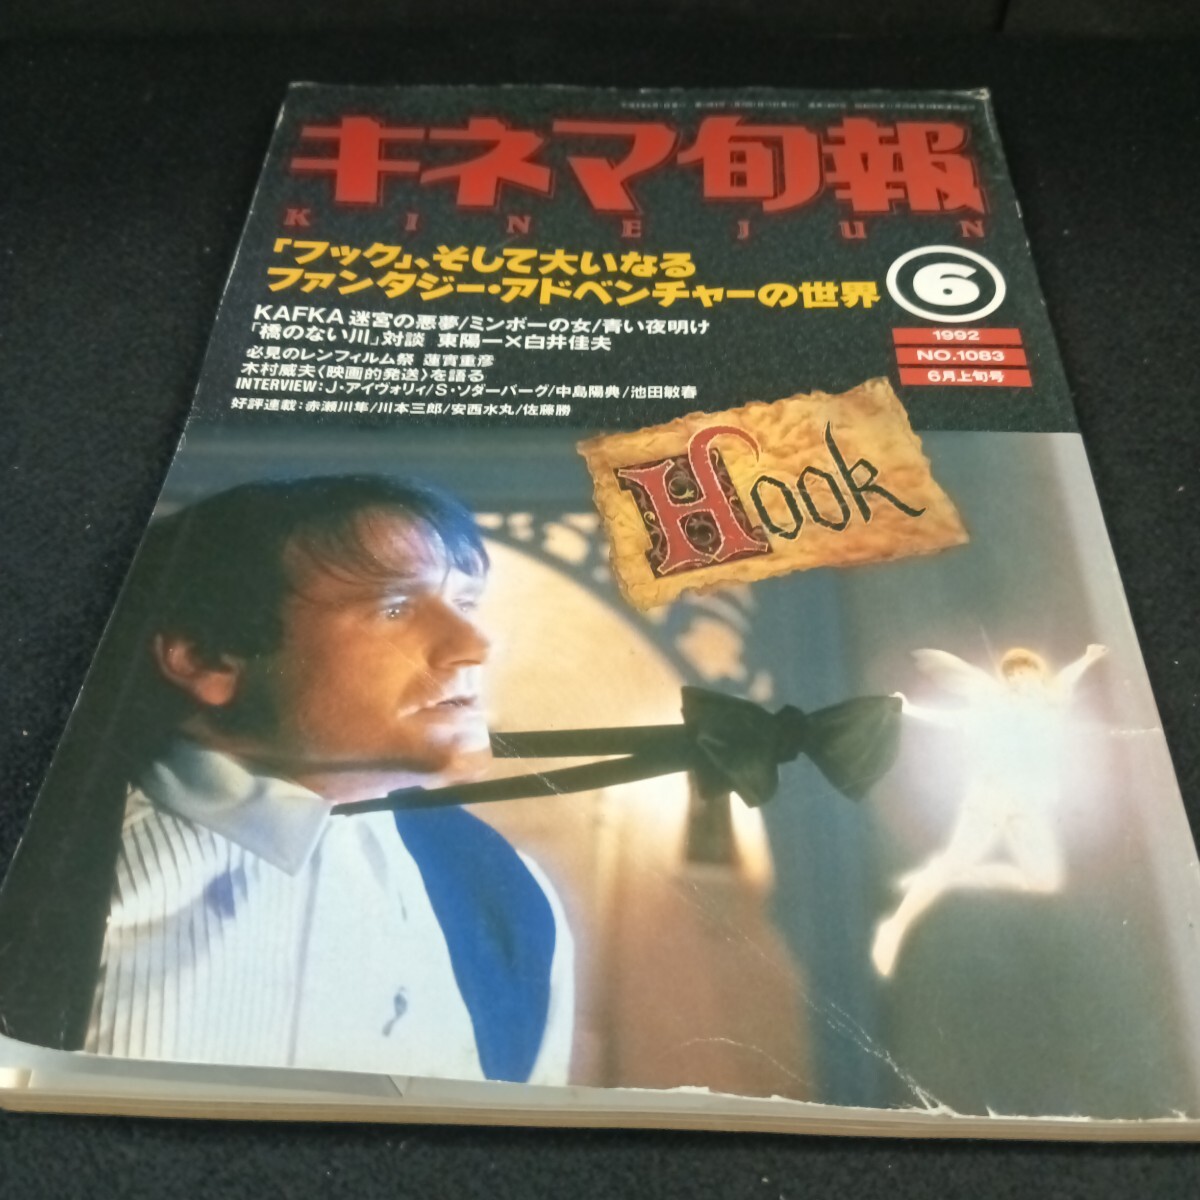 キネマ旬報
KINEJUN
「フック」、そして大いなる
ファンタジー・アドベンチャーの世界
6
1992
NO.1083
6月上旬号
KAFKA 迷宮の悪夢/ミンボーの女/青い夜明け
「橋のない川」対談 東陽一×白井佳夫
必見のレンフィルム祭 蓮實重彦
木村威夫〈映画的発送〉を語る
INTERVIEW:J・アイヴォリィ/S・ソダーバーグ/中島陽典/池田敏春
好評連載:赤瀬川隼/川本三郎/安西水丸/佐藤勝
Hook